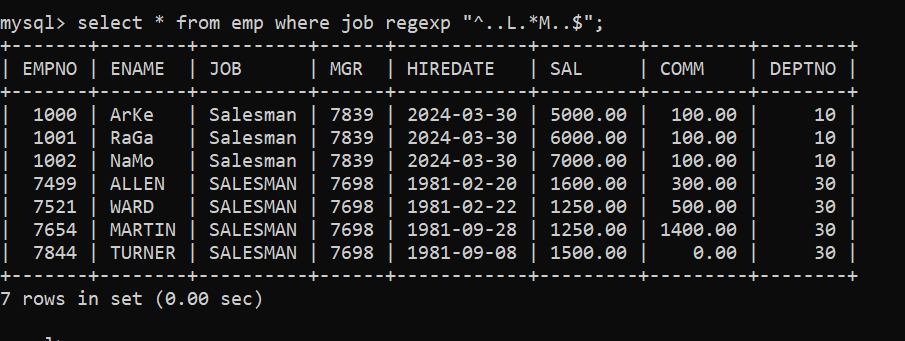 mysql> select * from emp where job regexp "^..L.*M..$";
+-------+--------+----------+------+------------+---------+---------+--------+
| EMPNO | ENAME  | JOB      | MGR  | HIREDATE   | SAL     | COMM    | DEPTNO |
+-------+--------+----------+------+------------+---------+---------+--------+
|  1000 | ArKe   | Salesman | 7839 | 2024-03-30 | 5000.00 |  100.00 |     10 |
|  1001 | RaGa   | Salesman | 7839 | 2024-03-30 | 6000.00 |  100.00 |     10 |
|  1002 | NaMo   | Salesman | 7839 | 2024-03-30 | 7000.00 |  100.00 |     10 |
|  7499 | ALLEN  | SALESMAN | 7698 | 1981-02-20 | 1600.00 |  300.00 |     30 |
|  7521 | WARD   | SALESMAN | 7698 | 1981-02-22 | 1250.00 |  500.00 |     30 |
|  7654 | MARTIN | SALESMAN | 7698 | 1981-09-28 | 1250.00 | 1400.00 |     30 |
|  7844 | TURNER | SALESMAN | 7698 | 1981-09-08 | 1500.00 |    0.00 |     30 |
+-------+--------+----------+------+------------+---------+---------+--------+
7 rows in set (0.00 sec)